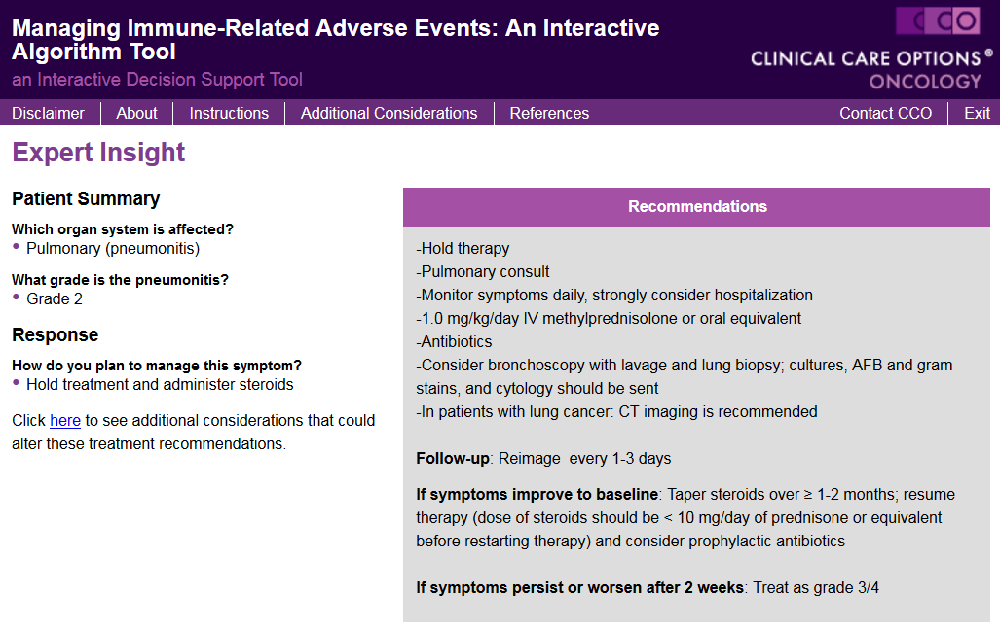 Managing Immune-Related Adverse Events: An Interactive
Algorithm Tool
an Interactive Decision Support Tool
CCO
CLINICAL CARE OPTIONS®
ONCOLOGY
Disclaimer
About
Instructions
Additional Considerations
References
Contact CCO
Exit
Expert Insight
Patient Summary
Which organ system is affected?
• Pulmonary (pneumonitis)
What grade is the pneumonitis?
• Grade 2
Response
How do you plan to manage this symptom?
• Hold treatment and administer steroids
Click here to see additional considerations that could
alter these treatment recommendations.
Recommendations
-Hold therapy
-Pulmonary consult
-Monitor symptoms daily, strongly consider hospitalization
-1.0 mg/kg/day IV methylprednisolone or oral equivalent
-Antibiotics
-Consider bronchoscopy with lavage and lung biopsy; cultures, AFB and gram
stains, and cytology should be sent
-In patients with lung cancer: CT imaging is recommended
Follow-up: Reimage  every 1-3 days
If symptoms improve to baseline: Taper steroids over ≥ 1-2 months; resume
therapy (dose of steroids should be < 10 mg/day of prednisone or equivalent
before restarting therapy) and consider prophylactic antibiotics
If symptoms persist or worsen after 2 weeks: Treat as grade 3/4